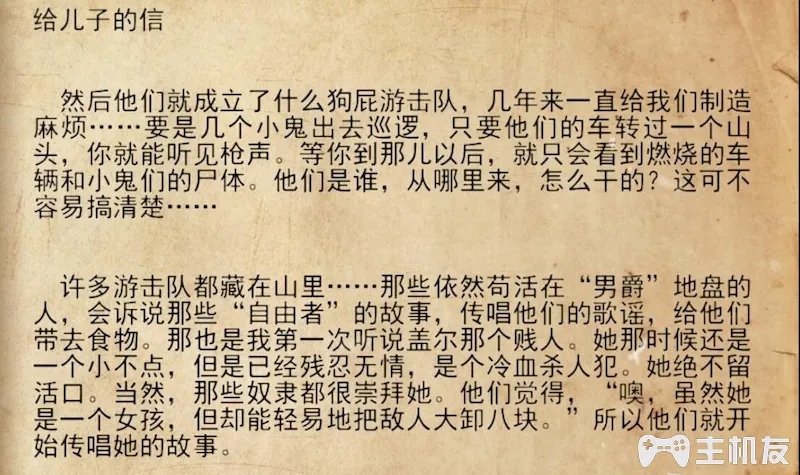 给儿子的信
然后他们就成立了什么狗屁游击队，几年来一直给我们制造
麻烦……要是几个小鬼出去巡逻，只要他们的车转过一个山
头，你就能听见枪声。等你到那儿以后，就只会看到燃烧的车
辆和小鬼们的尸体。他们是谁，从哪里来，怎么干的？这可不
容易搞清楚……
许多游击队都藏在山里……那些依然苟活在“男爵”地盘的
人，会诉说那些“自由者”的故事，传唱他们的歌谣，给他们
带去食物。那也是我第一次听说盖尔那个贱人。她那时候还是
一个小不点，但是已经残忍无情，是个冷血杀人犯。她绝不留
活口。当然，那些奴隶都很崇拜她。他们觉得，“噢，虽然她
是一个女孩，但却能轻易地把敌人大卸八块。”所以他们就开
始传唱她的故事。
主机友